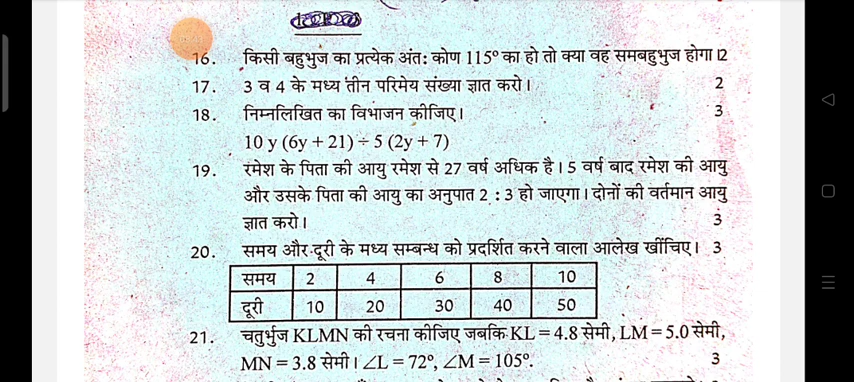 16. किसी बहुभुज का प्रत्येक अंत: कोण 115° का हो तो क्या वह समबहुभुज होगा। 2
17. 3 व 4 के मध्य तीन परिमेय संख्या ज्ञात करो। 2
18. निम्नलिखित का विभाजन कीजिए। 3
10 y (6y + 21) ÷ 5 (2y + 7)
19. रमेश के पिता की आयु रमेश से 27 वर्ष अधिक है। 5 वर्ष बाद रमेश की आयु
और उसके पिता की आयु का अनुपात 2 : 3 हो जाएगा। दोनों की वर्तमान आयु
ज्ञात करो। 3
20. समय और दूरी के मध्य सम्बन्ध को प्रदर्शित करने वाला आलेख खींचिए। 3
समय 2 4 6 8 10
दूरी 10 20 30 40 50
21. चतुर्भुज KLMN की रचना कीजिए जबकि KL = 4.8 सेमी, LM = 5.0 सेमी,
MN = 3.8 सेमी। ∠L = 72°, ∠M = 105°. 3